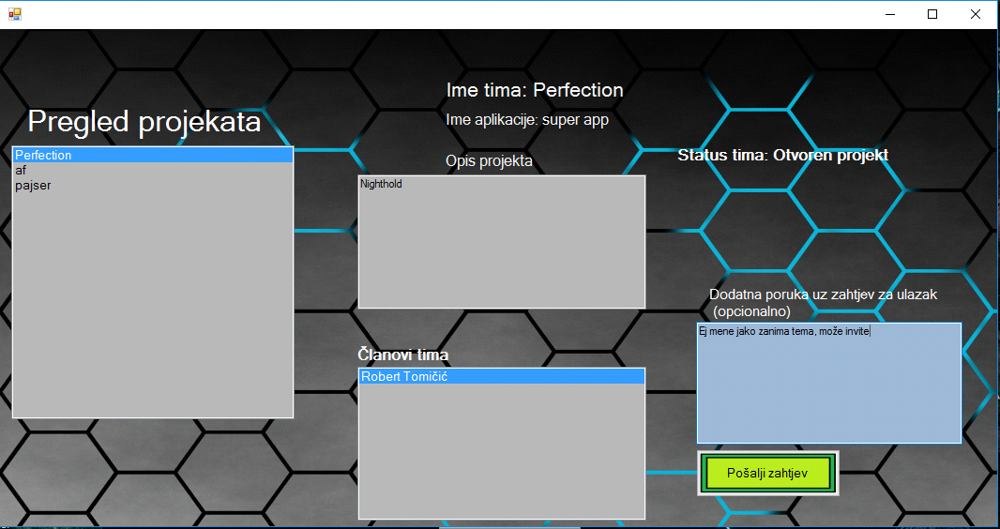 Pregled projekata
Perfection
af
pajser
Ime tima: Perfection
Ime aplikacije: super app
Opis projekta
Nighthold
Članovi tima
Robert Tomičić
Status tima: Otvoren projekt
Dodatna poruka uz zahtjev za ulazak
(opcionalno)
Ej mene jako zanima tema, može invite
Pošalji zahtjev